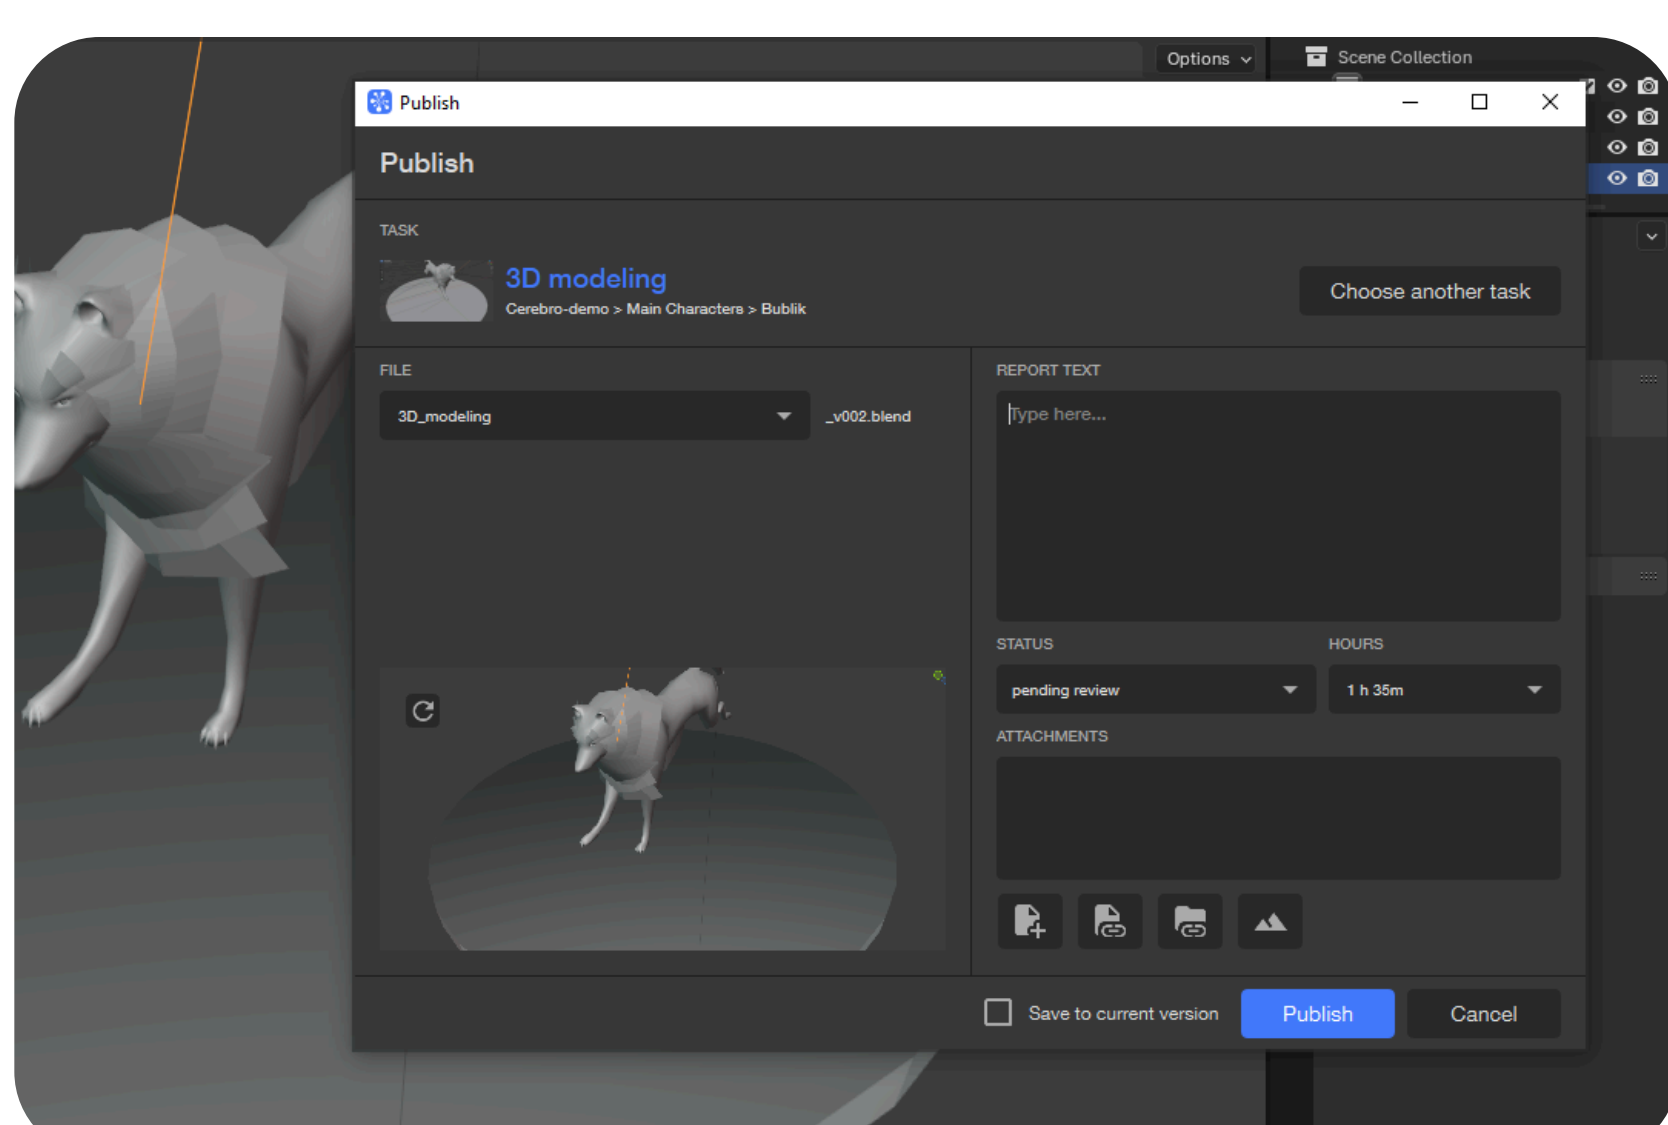 Options
Scene Collection
Publish
Publish
TASK
3D modeling
Cerebro-demo > Main Characters > Bublik
Choose another task
FILE
3D_modeling
_v002.blend
REPORT TEXT
Type here...
STATUS
HOURS
pending review
1 h 35m
ATTACHMENTS
Save to current version
Publish
Cancel